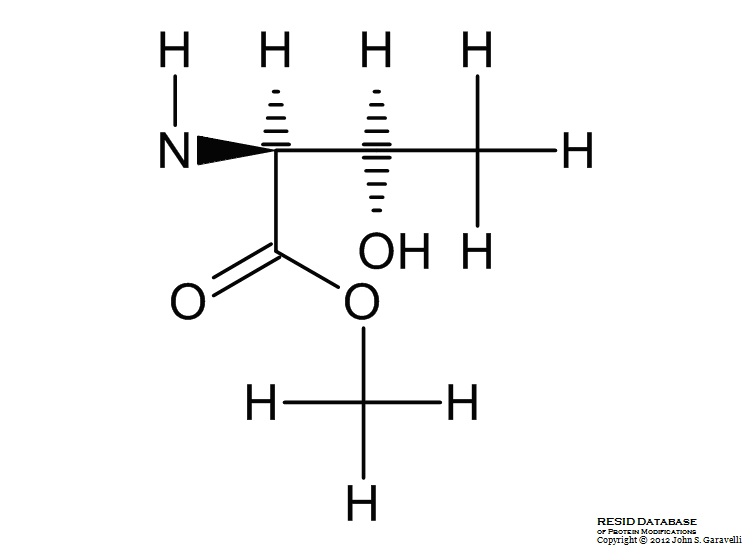 H H H H
N H
OH H
O O
H H
H
RESID DATABASE
OF PROTEIN MODIFICATIONS
Copyright © 2012 John S. Garavelli